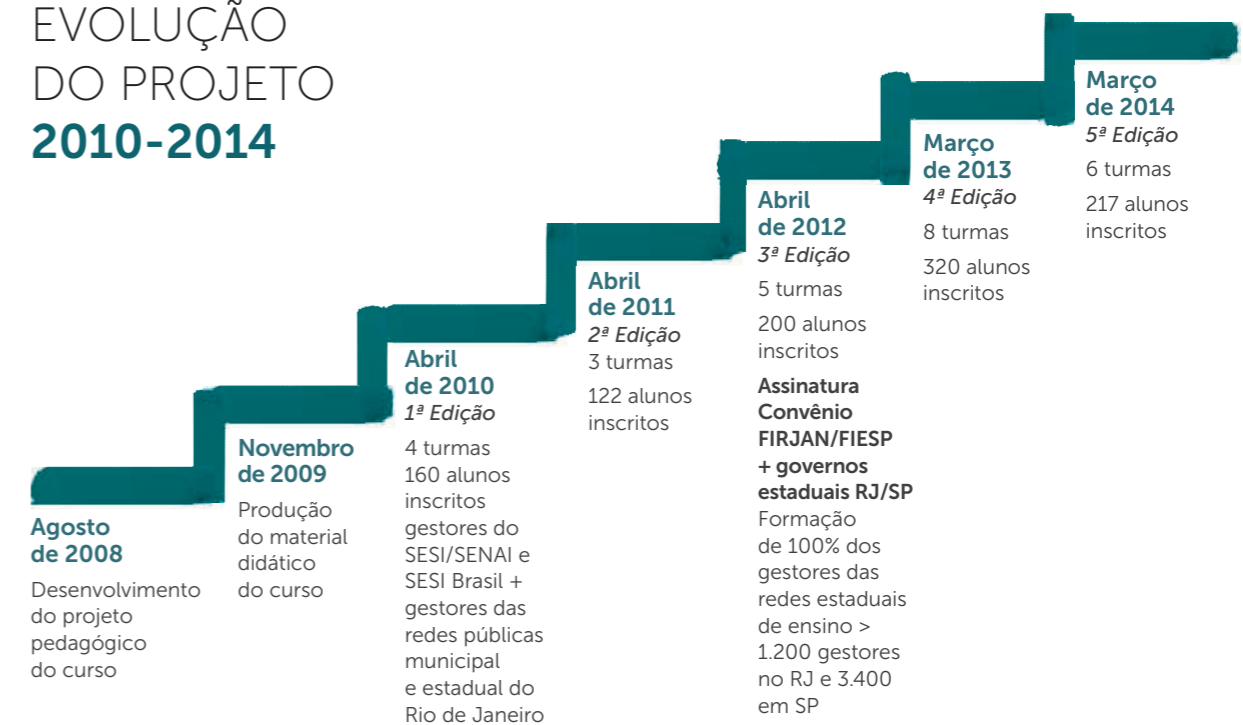 EVOLUÇÃO
DO PROJETO
2010-2014
Agosto
de 2008
Desenvolvimento
do projeto
pedagógico
do curso
Novembro
de 2009
Produção
do material
didático
do curso
Abril
de 2010
1ª Edição
4 turmas
160 alunos
inscritos
gestores do
SESI/SENAI e
SESI Brasil +
gestores das
redes públicas
municipal
e estadual do
Rio de Janeiro
Abril
de 2011
2ª Edição
3 turmas
122 alunos
inscritos
Abril
de 2012
3ª Edição
5 turmas
200 alunos
inscritos
Assinatura
Convênio
FIRJAN/FIESP
+ governos
estaduais RJ/SP
Formação
de 100% dos
gestores das
redes estaduais
de ensino >
1.200 gestores
no RJ e 3.400
em SP
Março
de 2013
4ª Edição
8 turmas
320 alunos
inscritos
Março
de 2014
5ª Edição
6 turmas
217 alunos
inscritos